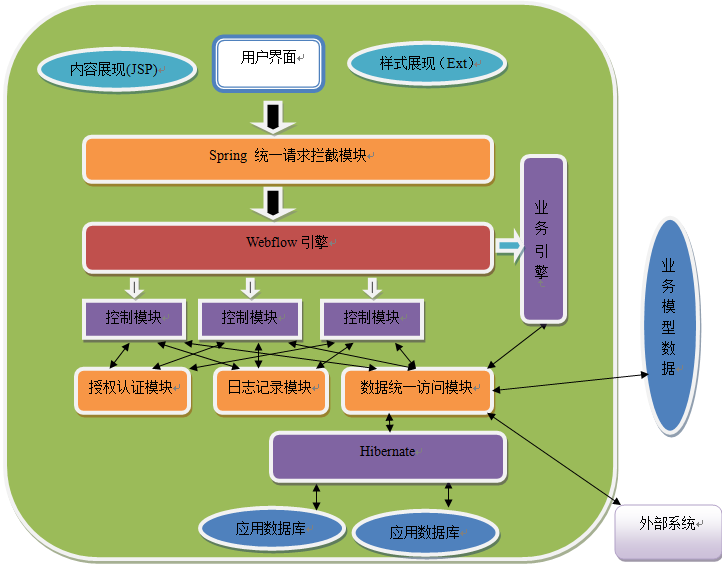 内容展现(JSP)
用户界面
样式展现（Ext）
Spring 统一请求拦截模块
Webflow 引擎
业务引擎
控制模块
控制模块
控制模块
业务模型数据
授权认证模块
日志记录模块
数据统一访问模块
Hibernate
应用数据库
应用数据库
外部系统